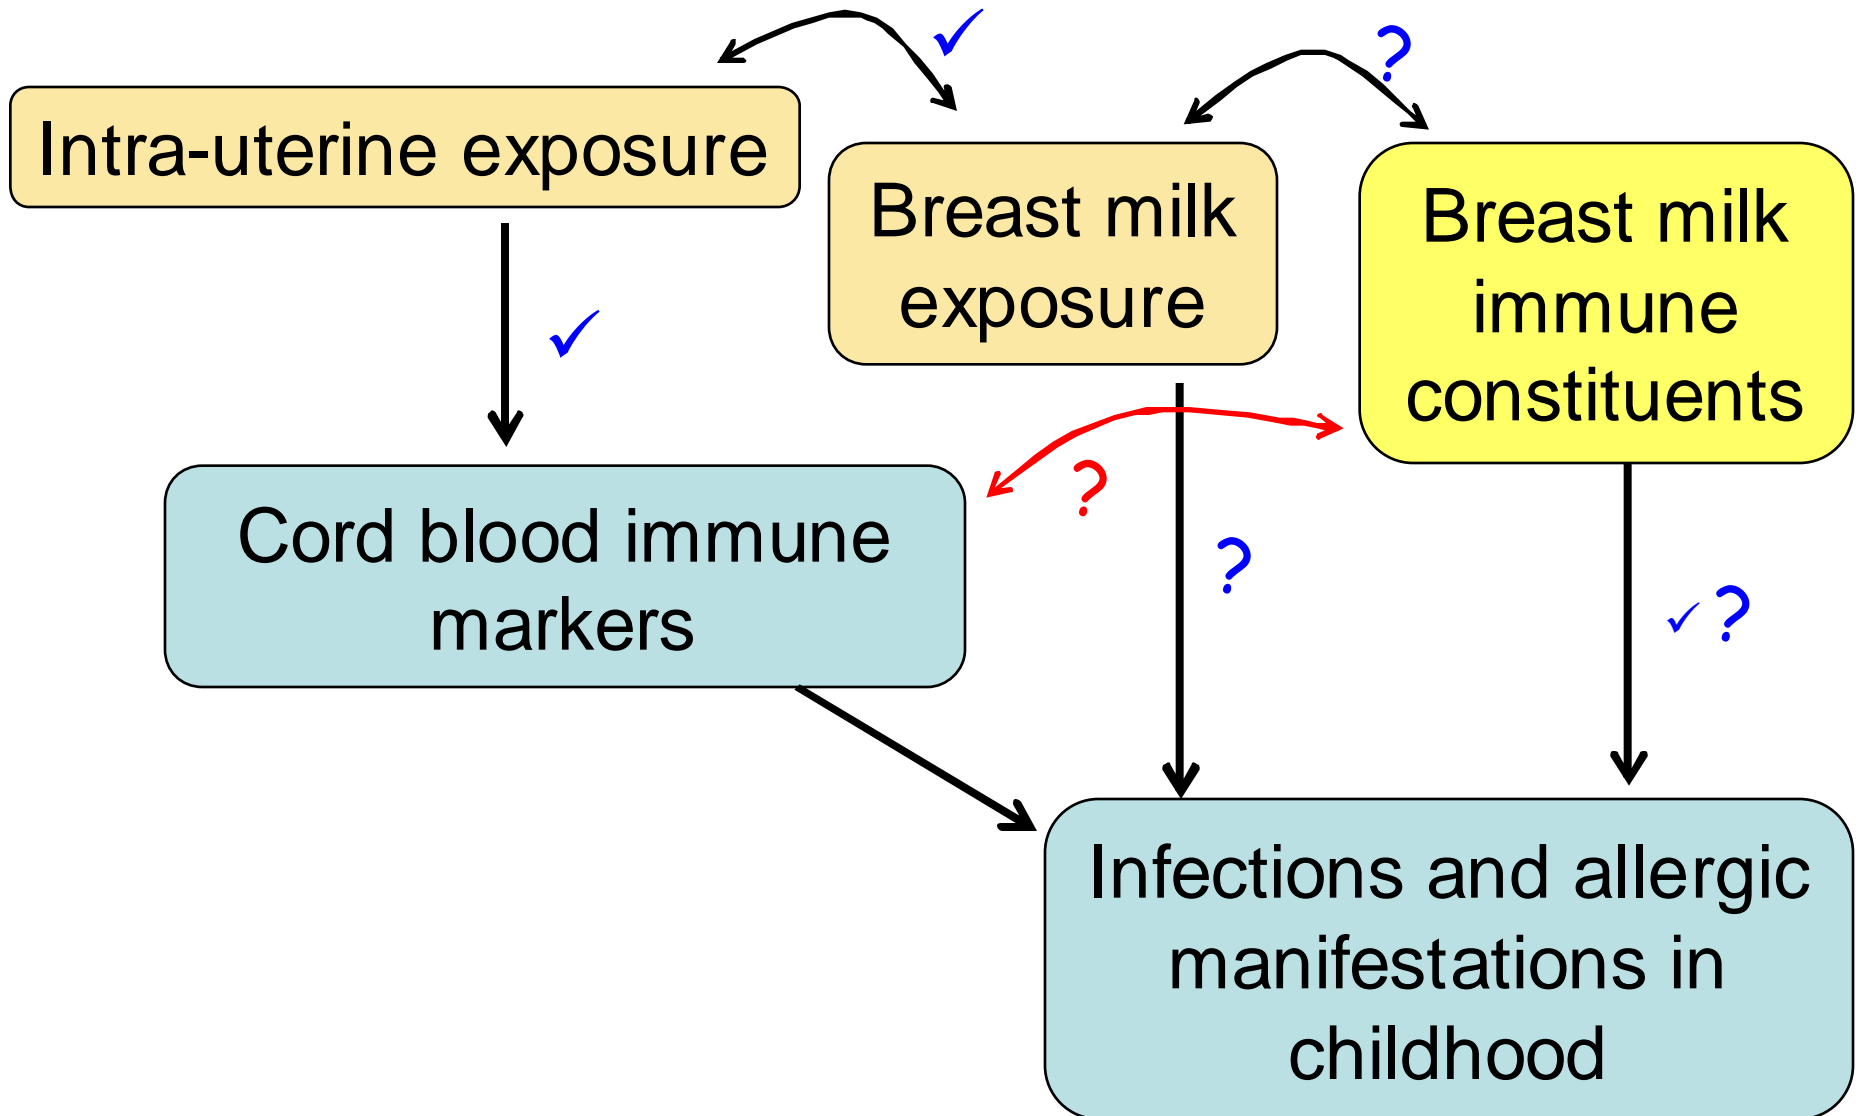 ✓
?
Intra-uterine exposure
Breast milk
exposure
Breast milk
immune
constituents
✓
?
Cord blood immune
markers
?
✓?
Infections and allergic
manifestations in
childhood